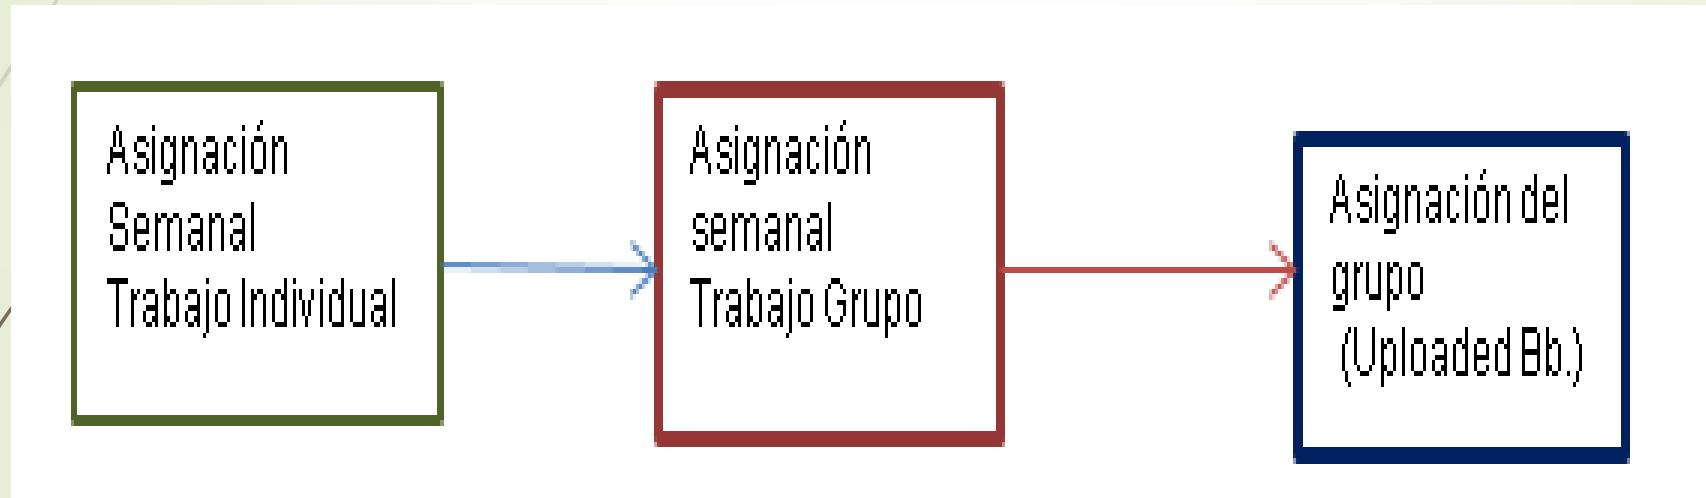 Asignación
Semanal
Trabajo Individual
Asignación
semanal
Trabajo Grupo
Asignación del
grupo
(Uploaded Bb.)